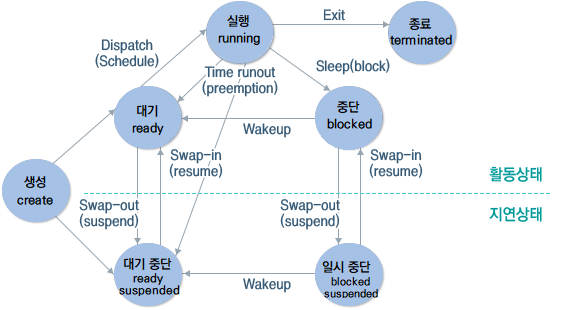 실행
running
Exit
종료
terminated
Dispatch
(Schedule)
Time runout
(preemption)
Sleep(block)
대기
ready
중단
blocked
Wakeup
생성
create
Swap-in
(resume)
Swap-in
(resume)
활동상태
Swap-out
(suspend)
Swap-out
(suspend)
지연상태
대기 중단
ready
suspended
Wakeup
일시 중단
blocked
suspended